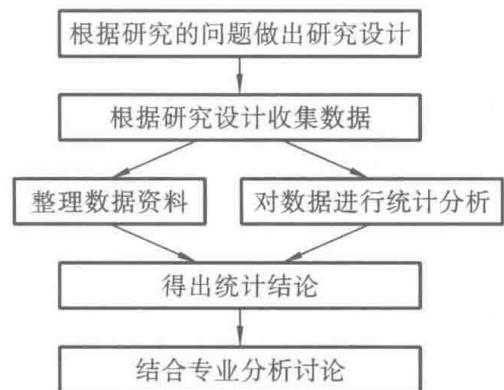 根据研究的问题做出研究设计
根据研究设计收集数据
整理数据资料
对数据进行统计分析
得出统计结论
结合专业分析讨论